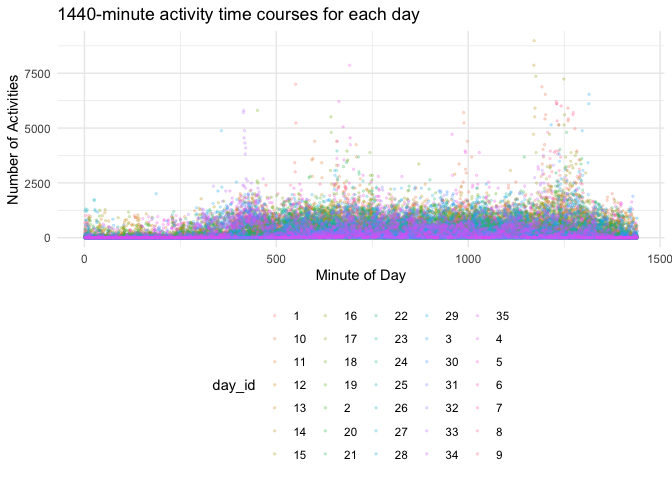 1440-minute activity time courses for each day
Number of Activities
7500
5000
2500
0
0 500 1000 1500
Minute of Day
day_id
1 16 22 29 35
10 17 23 3 4
11 18 24 30 5
12 19 25 31 6
13 2 26 32 7
14 20 27 33 8
15 21 28 34 9